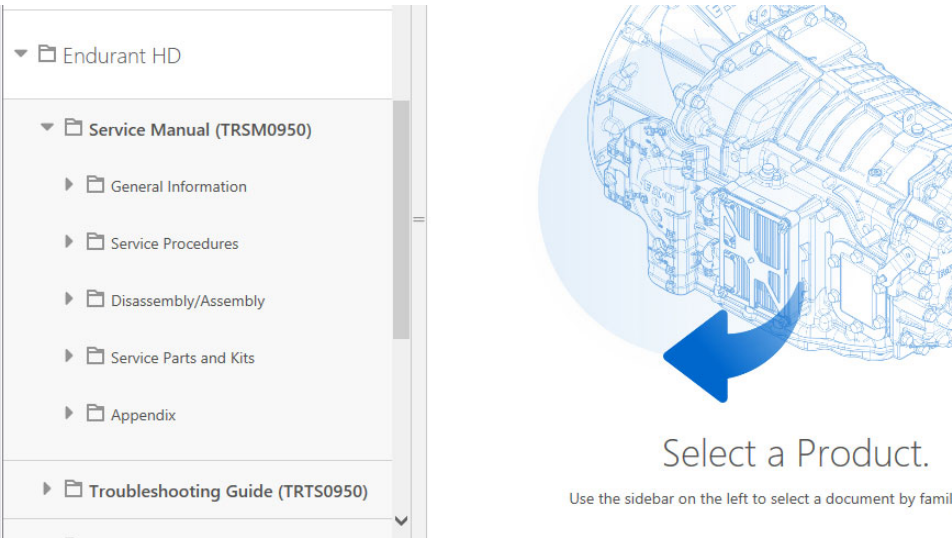 Endurant HD
Service Manual (TRSM0950)
General Information
Service Procedures
Disassembly/Assembly
Service Parts and Kits
Appendix
Troubleshooting Guide (TRTS0950)
Select a Product.
Use the sidebar on the left to select a document by famil